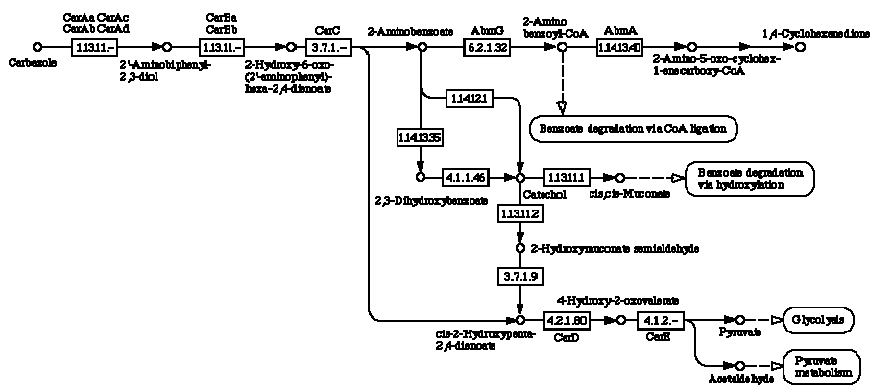 CarAa CarAc
CarAb CarAd
1.13.11.-
CarBa
CarBb
1.13.11.-
CarC
3.7.1.-
2-Aminobenzoate
AbmG
6.2.1.32
2-Amino
benzoyl-CoA
AbmA
1.14.13.40
1,4-Cyclohexanedione
Carbazole
2'-Aminobiphenyl-
2,3-diol
2-Hydroxy-6-oxo-
(2'-aminophenyl)-
hexa-2,4-dienoate
2-Amino-5-oxo-cyclohex-
1-enecarboxy-CoA
1.14.12.1
Benzoate degradation via CoA ligation
1.14.13.35
4.1.1.46
1.13.11.1
Benzoate degradation
via hydroxylation
2,3-Dihydroxybenzoate
Catechol
cis,cis-Muconate
1.13.11.2
2-Hydroxymuconate semialdehyde
3.7.1.9
4-Hydroxy-2-oxovalerate
cis-2-Hydroxypenta-
2,4-dienoate
4.2.1.80
CarD
4.1.2.-
CarE
Pyruvate
Glycolysis
Acetaldehyde
Pyruvate
metabolism